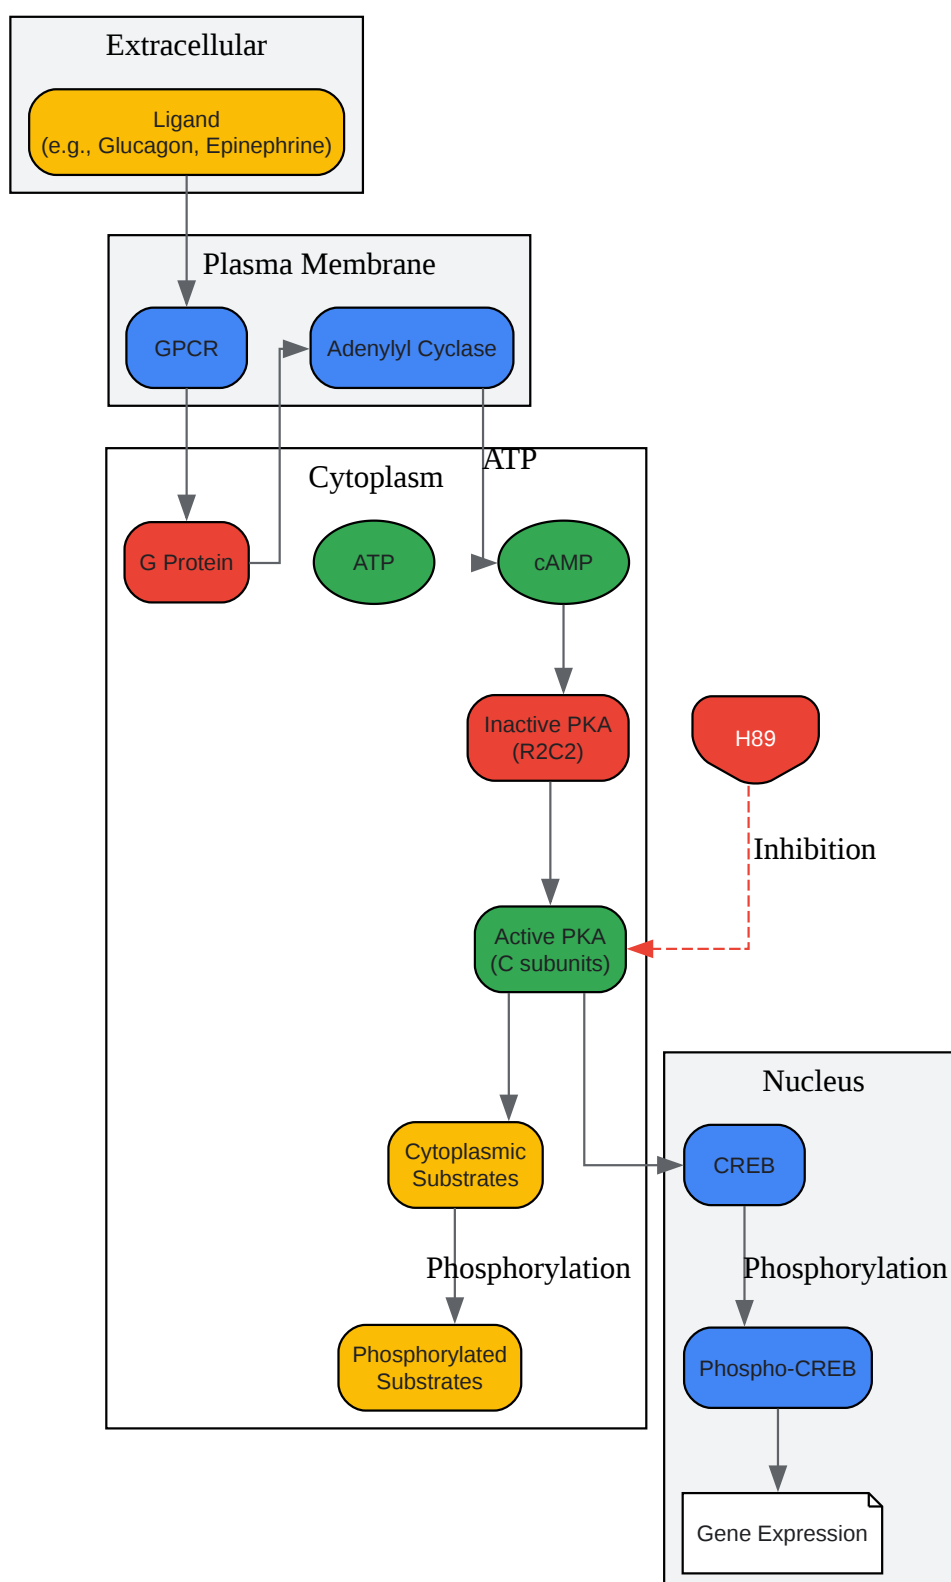 Extracellular
Ligand
(e.g., Glucagon, Epinephrine)
Plasma Membrane
GPCR
Adenylyl Cyclase
ATP
Cytoplasm
G Protein
ATP
cAMP
Inactive PKA
(R2C2)
H89
Inhibition
Active PKA
(C subunits)
Nucleus
Cytoplasmic
Substrates
CREB
Phosphorylation
Phosphorylation
Phosphorylated
Substrates
Phospho-CREB
Gene Expression